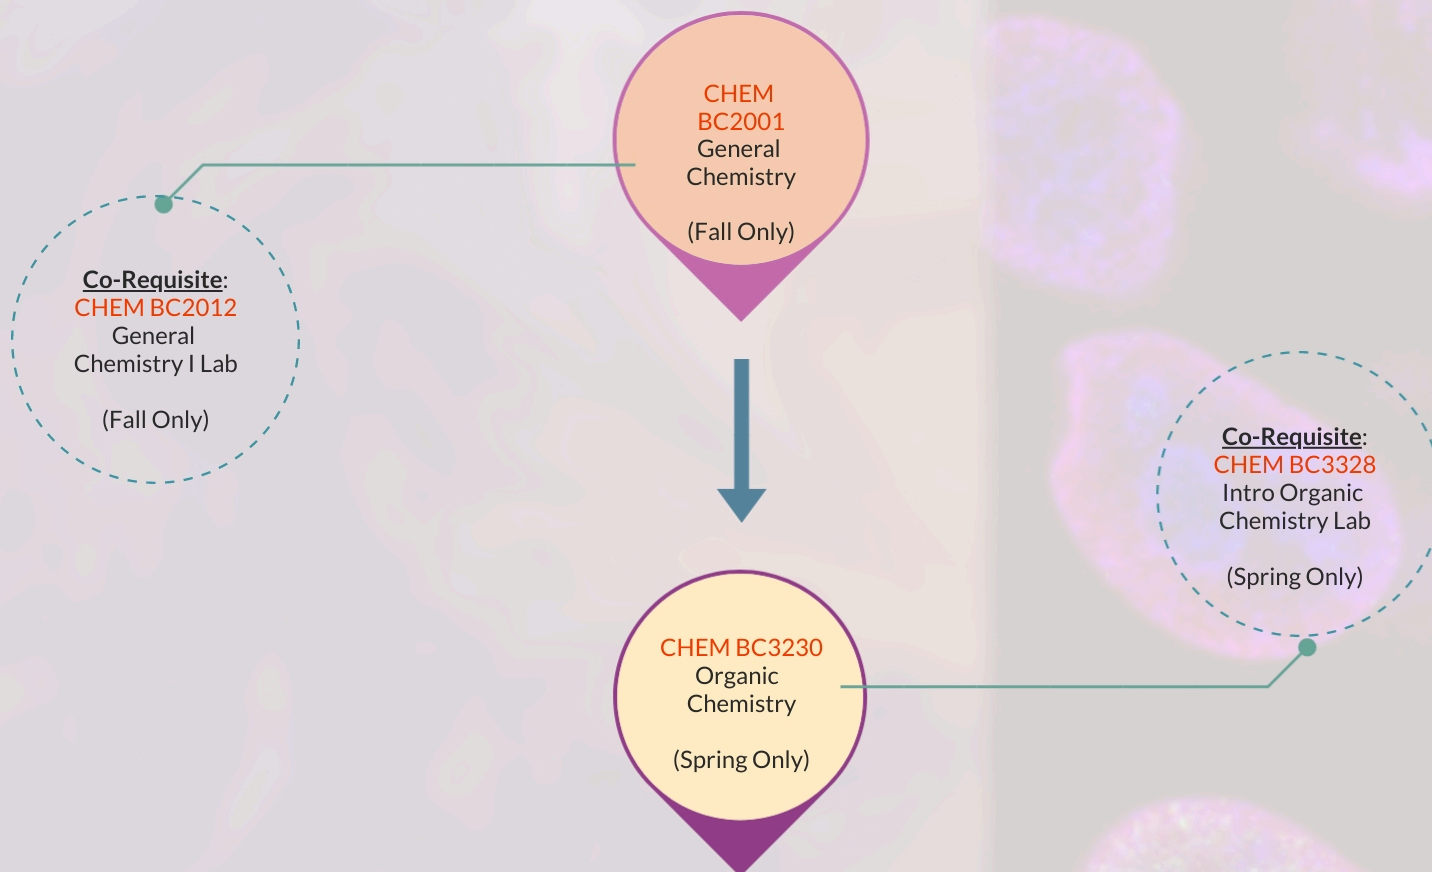 CHEM
BC2001
General
Chemistry
(Fall Only)
Co-Requisite:
CHEM BC2012
General
Chemistry I Lab
(Fall Only)
Co-Requisite:
CHEM BC3328
Intro Organic
Chemistry Lab
(Spring Only)
CHEM BC3230
Organic
Chemistry
(Spring Only)